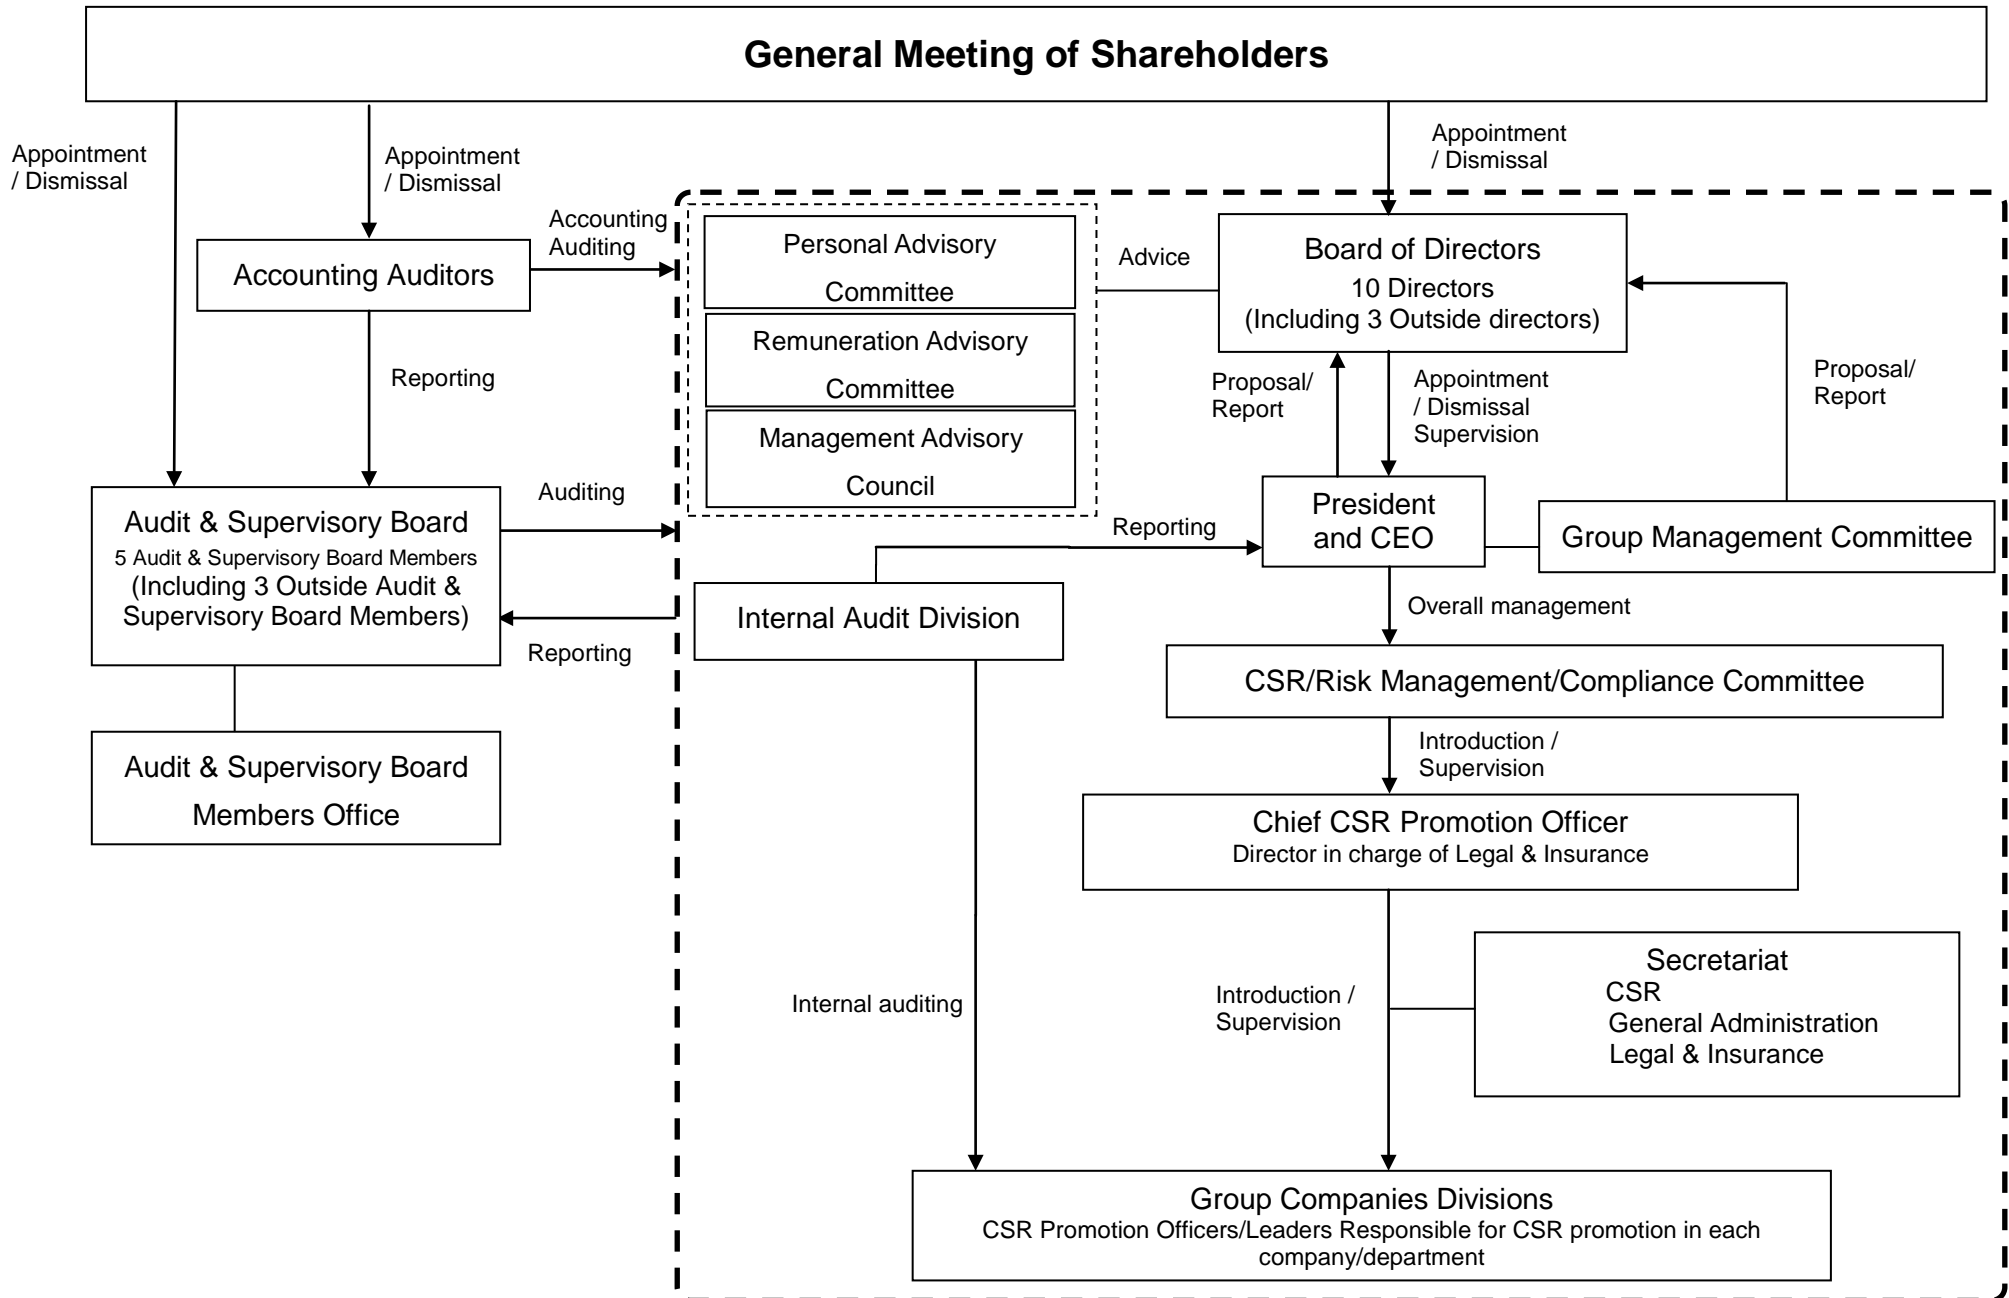 General Meeting of Shareholders
Appointment
/ Dismissal
Appointment
/ Dismissal
Appointment
/ Dismissal
Accounting
Auditing
Accounting Auditors
Personal Advisory
Committee
Remuneration Advisory
Committee
Management Advisory
Council
Advice
Board of Directors
10 Directors
(Including 3 Outside directors)
Reporting
Proposal/
Report
Appointment
/ Dismissal
Supervision
Proposal/
Report
Audit & Supervisory Board
5 Audit & Supervisory Board Members
(Including 3 Outside Audit &
Supervisory Board Members)
Auditing
Reporting
Reporting
President
and CEO
Group Management Committee
Internal Audit Division
Overall management
CSR/Risk Management/Compliance Committee
Audit & Supervisory Board
Members Office
Introduction /
Supervision
Chief CSR Promotion Officer
Director in charge of Legal & Insurance
Internal auditing
Introduction /
Supervision
Secretariat
CSR
General Administration
Legal & Insurance
Group Companies Divisions
CSR Promotion Officers/Leaders Responsible for CSR promotion in each
company/department